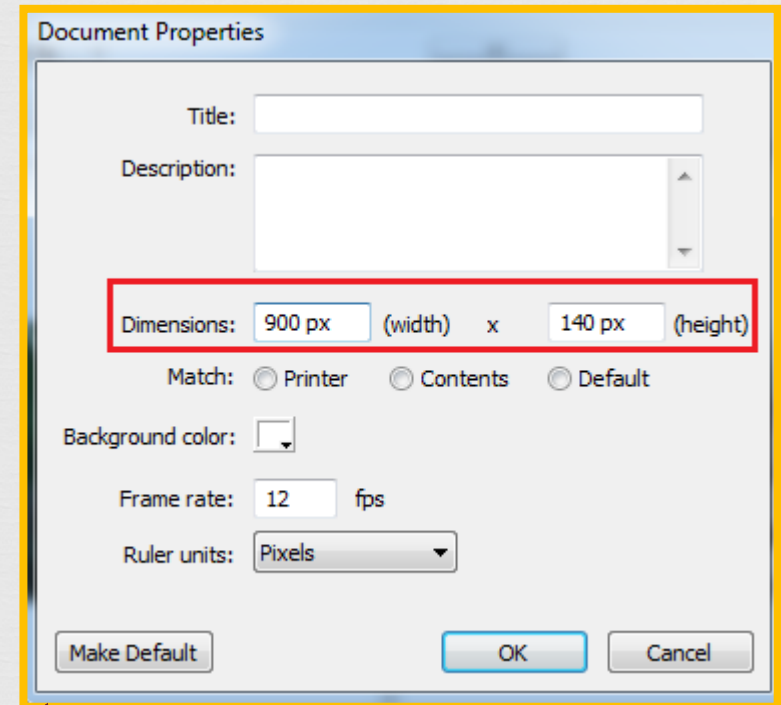 Document Properties
Title:
Description:
Dimensions: 900 px (width) x 140 px (height)
Match: Printer Contents Default
Background color:
Frame rate: 12 fps
Ruler units: Pixels
Make Default OK Cancel